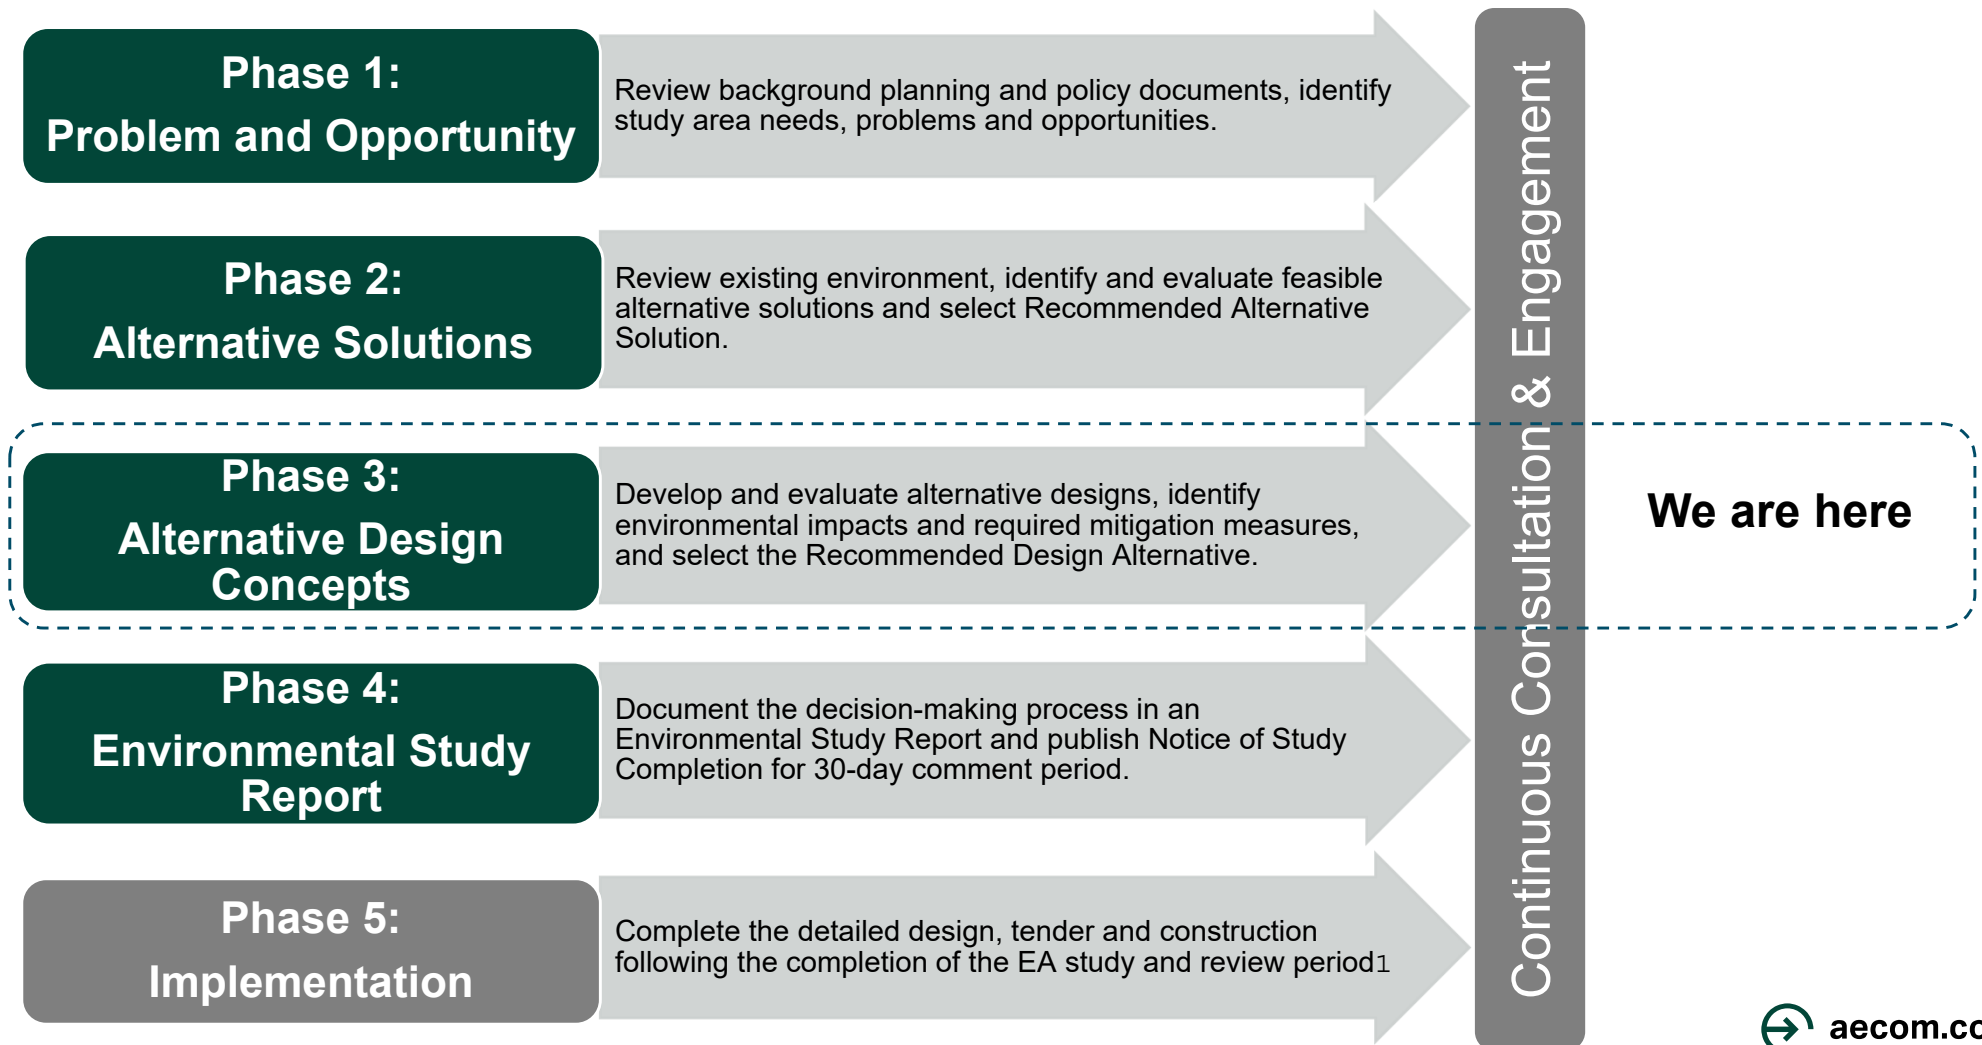 Phase 1:
Problem and Opportunity
Review background planning and policy documents, identify
study area needs, problems and opportunities.
Phase 2:
Alternative Solutions
Review existing environment, identify and evaluate feasible
alternative solutions and select Recommended Alternative
Solution.
Phase 3:
Alternative Design
Concepts
Develop and evaluate alternative designs, identify
environmental impacts and required mitigation measures,
and select the Recommended Design Alternative.
We are here
Phase 4:
Environmental Study
Report
Document the decision-making process in an
Environmental Study Report and publish Notice of Study
Completion for 30-day comment period.
Phase 5:
Implementation
Complete the detailed design, tender and construction
following the completion of the EA study and review period1
Continuous Consultation & Engagement
aecom.co